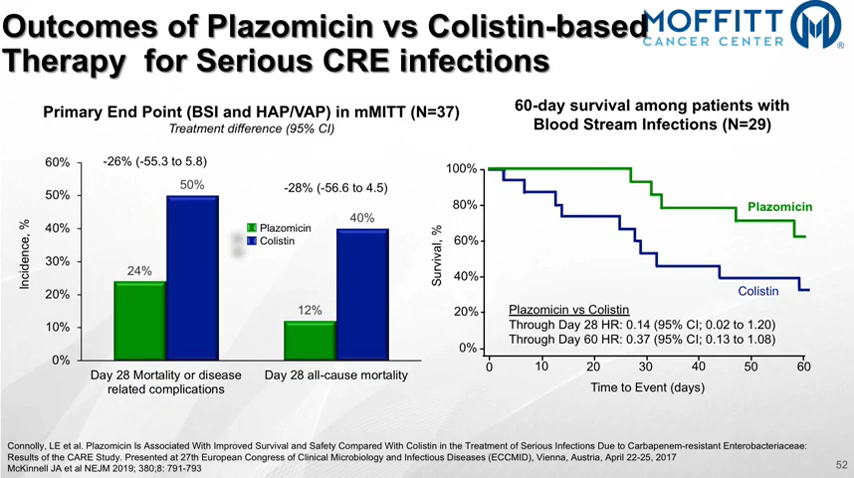 Outcomes of Plazomicin vs Colistin-based
Therapy for Serious CRE infections
MOFFITT
CANCER CENTER
M
®
Primary End Point (BSI and HAP/VAP) in mMITT (N=37)
Treatment difference (95% CI)
-26% (-55.3 to 5.8)
-28% (-56.6 to 4.5)
Incidence, %
60%
50%
40%
30%
20%
10%
0%
24%
50%
12%
40%
Plazomicin
Colistin
Day 28 Mortality or disease
related complications
Day 28 all-cause mortality
60-day survival among patients with
Blood Stream Infections (N=29)
Survival, %
100%
80%
60%
40%
20%
0%
Plazomicin
Colistin
Plazomicin vs Colistin
Through Day 28 HR: 0.14 (95% CI; 0.02 to 1.20)
Through Day 60 HR: 0.37 (95% CI; 0.13 to 1.08)
0 10 20 30 40 50 60
Time to Event (days)
Connolly, LE et al. Plazomicin Is Associated With Improved Survival and Safety Compared With Colistin in the Treatment of Serious Infections Due to Carbapenem-resistant Enterobacteriaceae:
Results of the CARE Study. Presented at 27th European Congress of Clinical Microbiology and Infectious Diseases (ECCMID), Vienna, Austria, April 22-25, 2017
McKinnell JA et al NEJM 2019; 380;8: 791-793
52